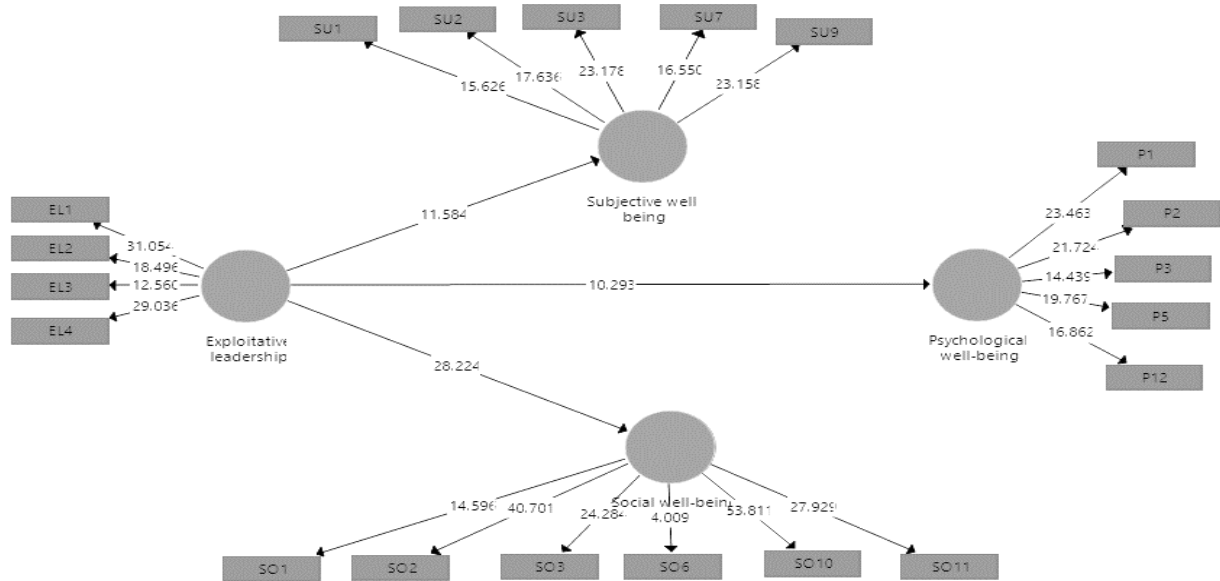 SU1
SU2
SU3
SU7
SU9
15.626
17.636
23.178
16.550
23.158
Subjective well
being
EL1
EL2
EL3
EL4
31.054
18.496
12.560
29.036
Exploitative
leadership
11.584
10.293
28.224
P1
P2
P3
P5
P12
23.463
21.724
14.439
19.767
16.862
Psychological
well-being
Social well-being
14.596
40.701
24.284
4.009
53.811
27.929
SO1
SO2
SO3
SO6
SO10
SO11